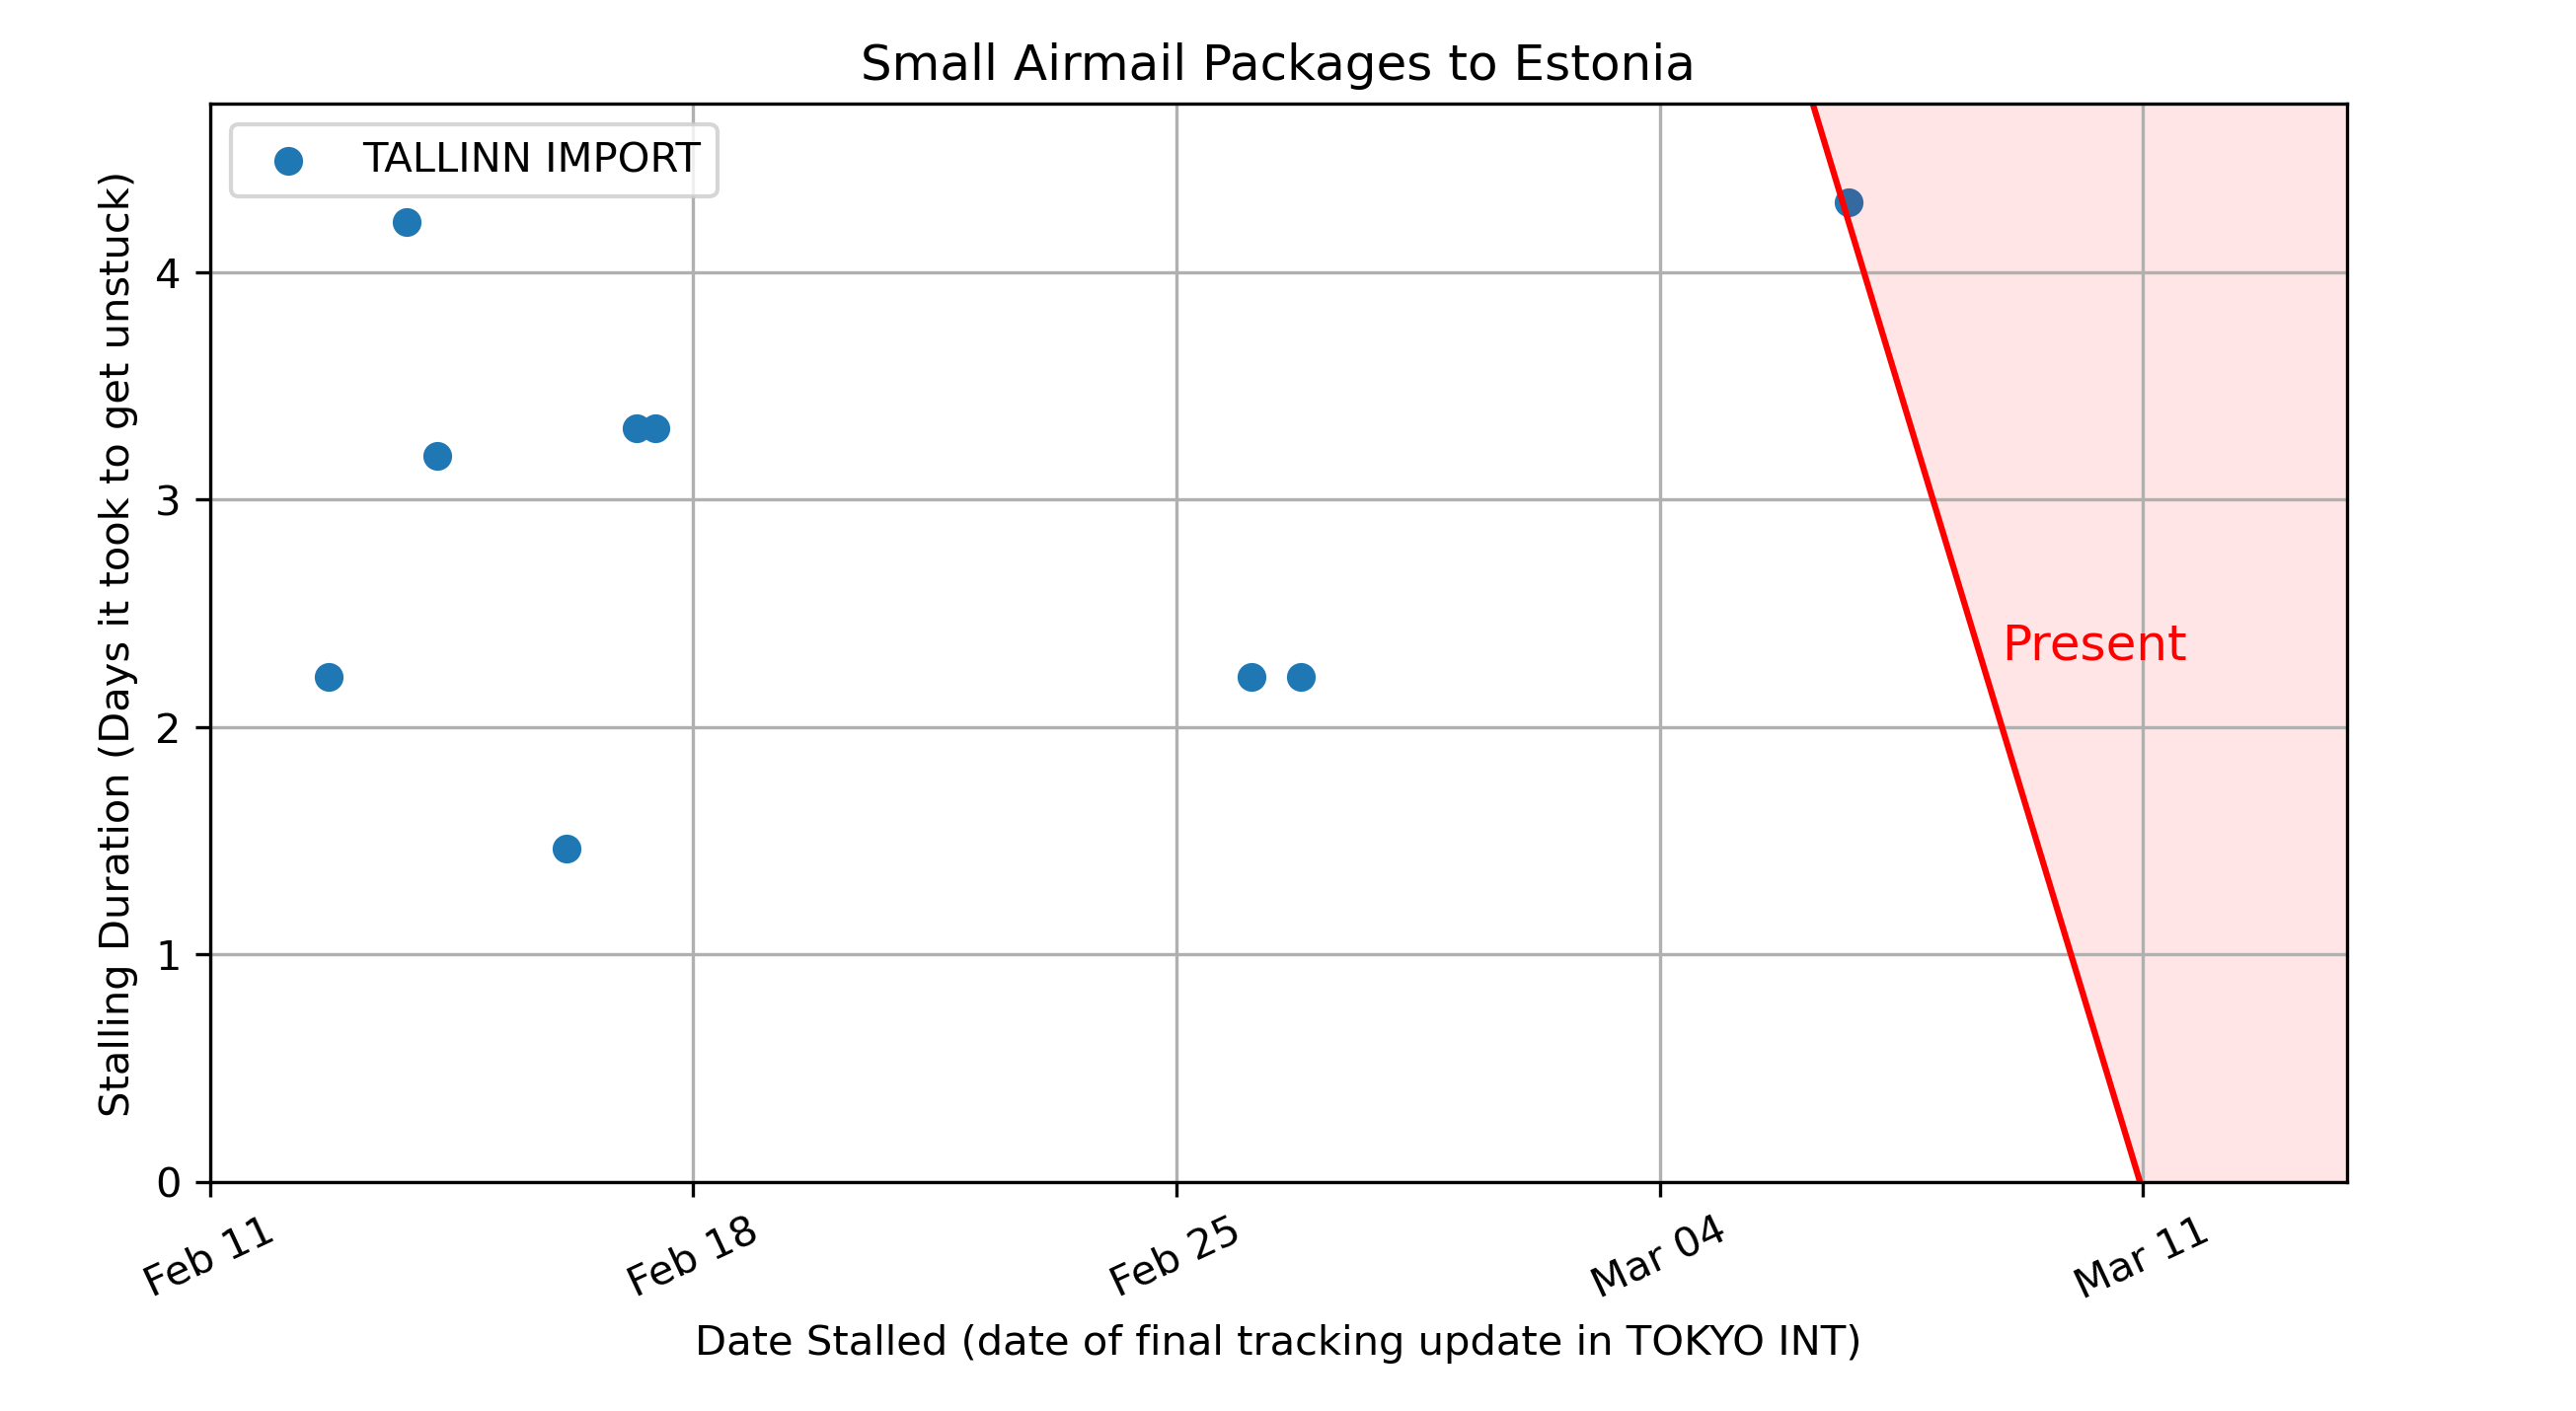 Small Airmail Packages to Estonia
TALLINN IMPORT
Stalling Duration (Days it took to get unstuck)
4
3
2
1
0
Present
Feb 11
Feb 18
Feb 25
Mar 04
Mar 11
Date Stalled (date of final tracking update in TOKYO INT)